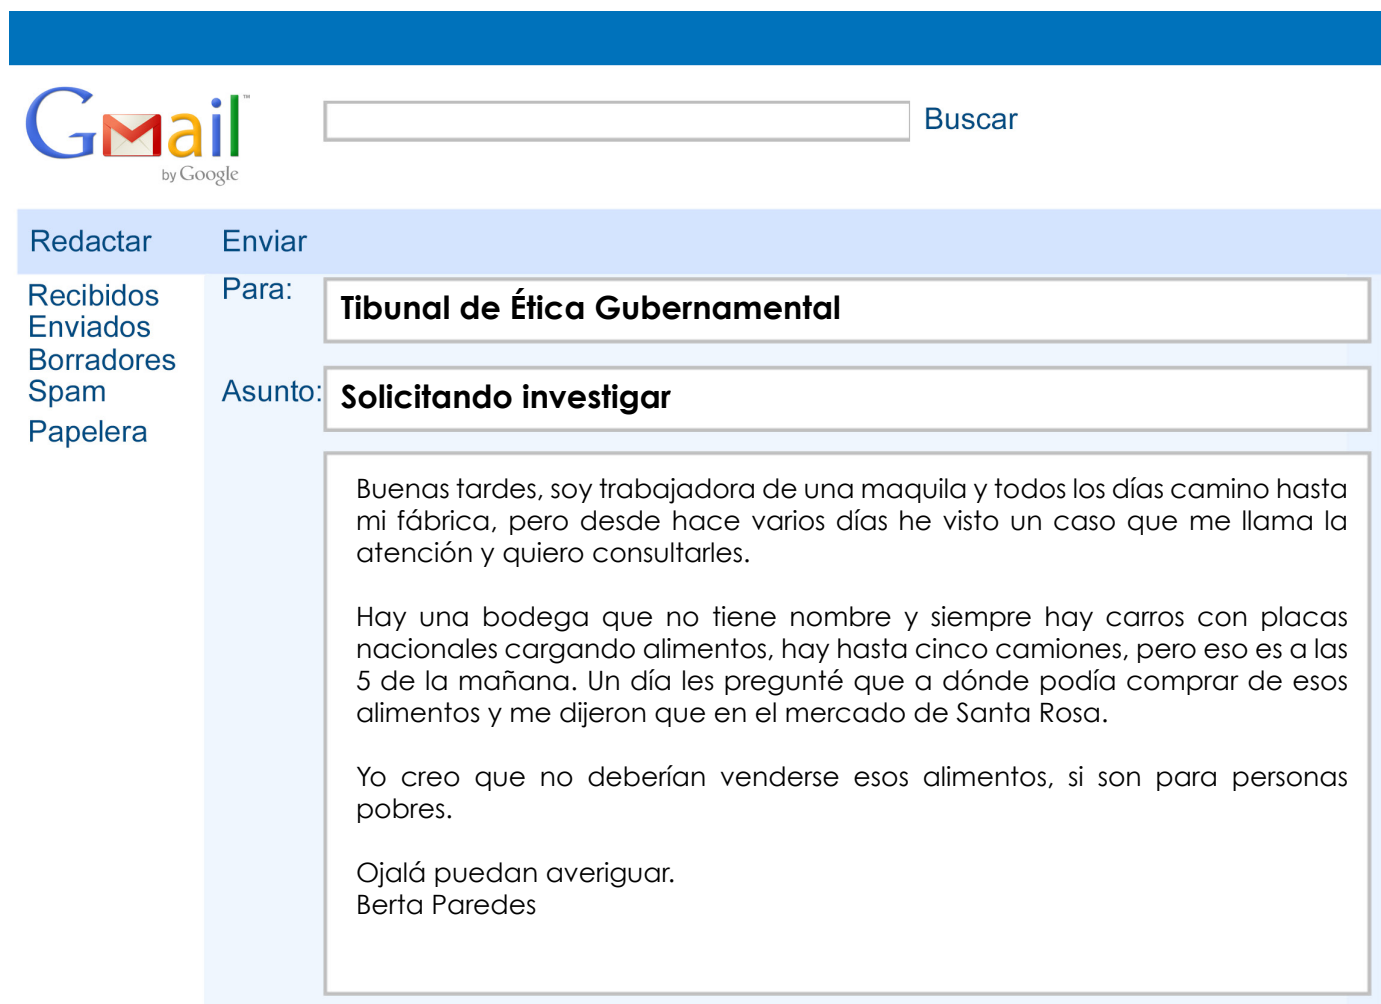 Gmail™
by Google
Buscar
Redactar Enviar
Recibidos
Enviados
Borradores
Spam
Papelera
Para: Tibunal de Ética Gubernamental
Asunto: Solicitando investigar
Buenas tardes, soy trabajadora de una maquila y todos los días camino hasta
mi fábrica, pero desde hace varios días he visto un caso que me llama la
atención y quiero consultarles.
Hay una bodega que no tiene nombre y siempre hay carros con placas
nacionales cargando alimentos, hay hasta cinco camiones, pero eso es a las
5 de la mañana. Un día les pregunté que a dónde podía comprar de esos
alimentos y me dijeron que en el mercado de Santa Rosa.
Yo creo que no deberían venderse esos alimentos, si son para personas
pobres.
Ojalá puedan averiguar.
Berta Paredes